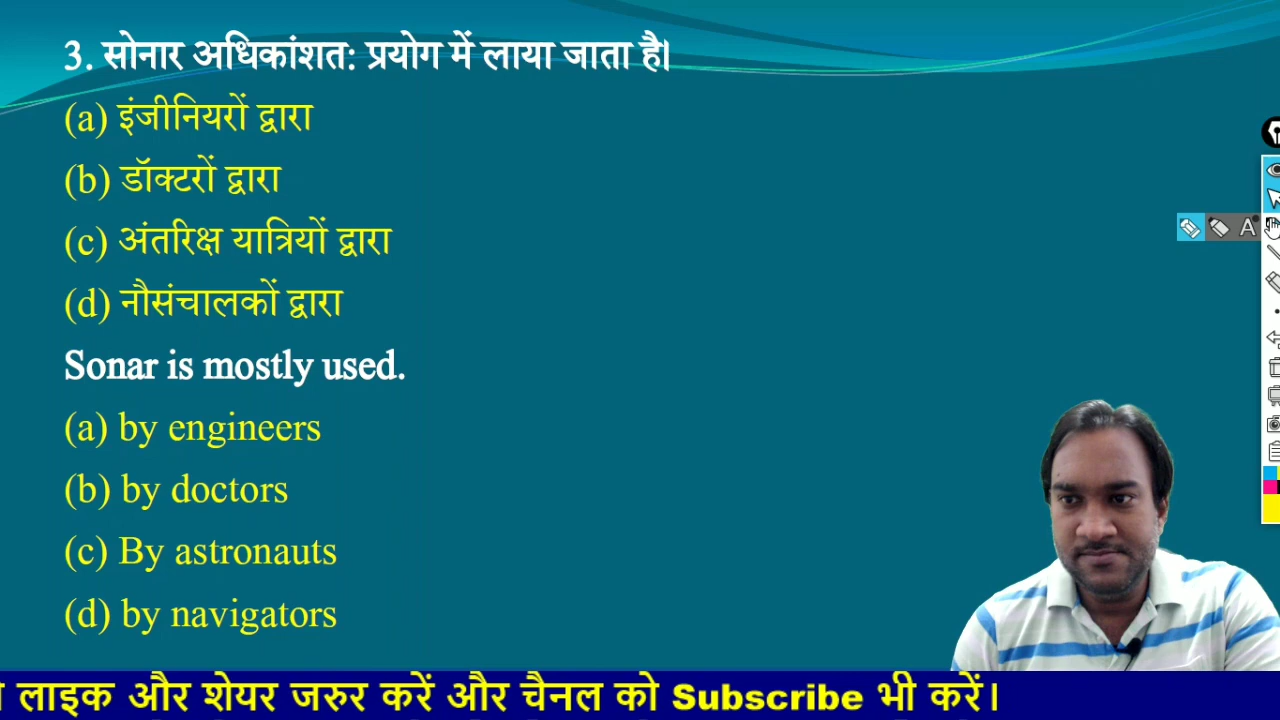 3. सोनार अधिकांशत: प्रयोग में लाया जाता है।
(a) इंजीनियरों द्वारा
(b) डॉक्टरों द्वारा
(c) अंतरिक्ष यात्रियों द्वारा
(d) नौसंचालकों द्वारा
Sonar is mostly used.
(a) by engineers
(b) by doctors
(c) By astronauts
(d) by navigators
लाइक और शेयर जरुर करें और चैनल को Subscribe भी करें।